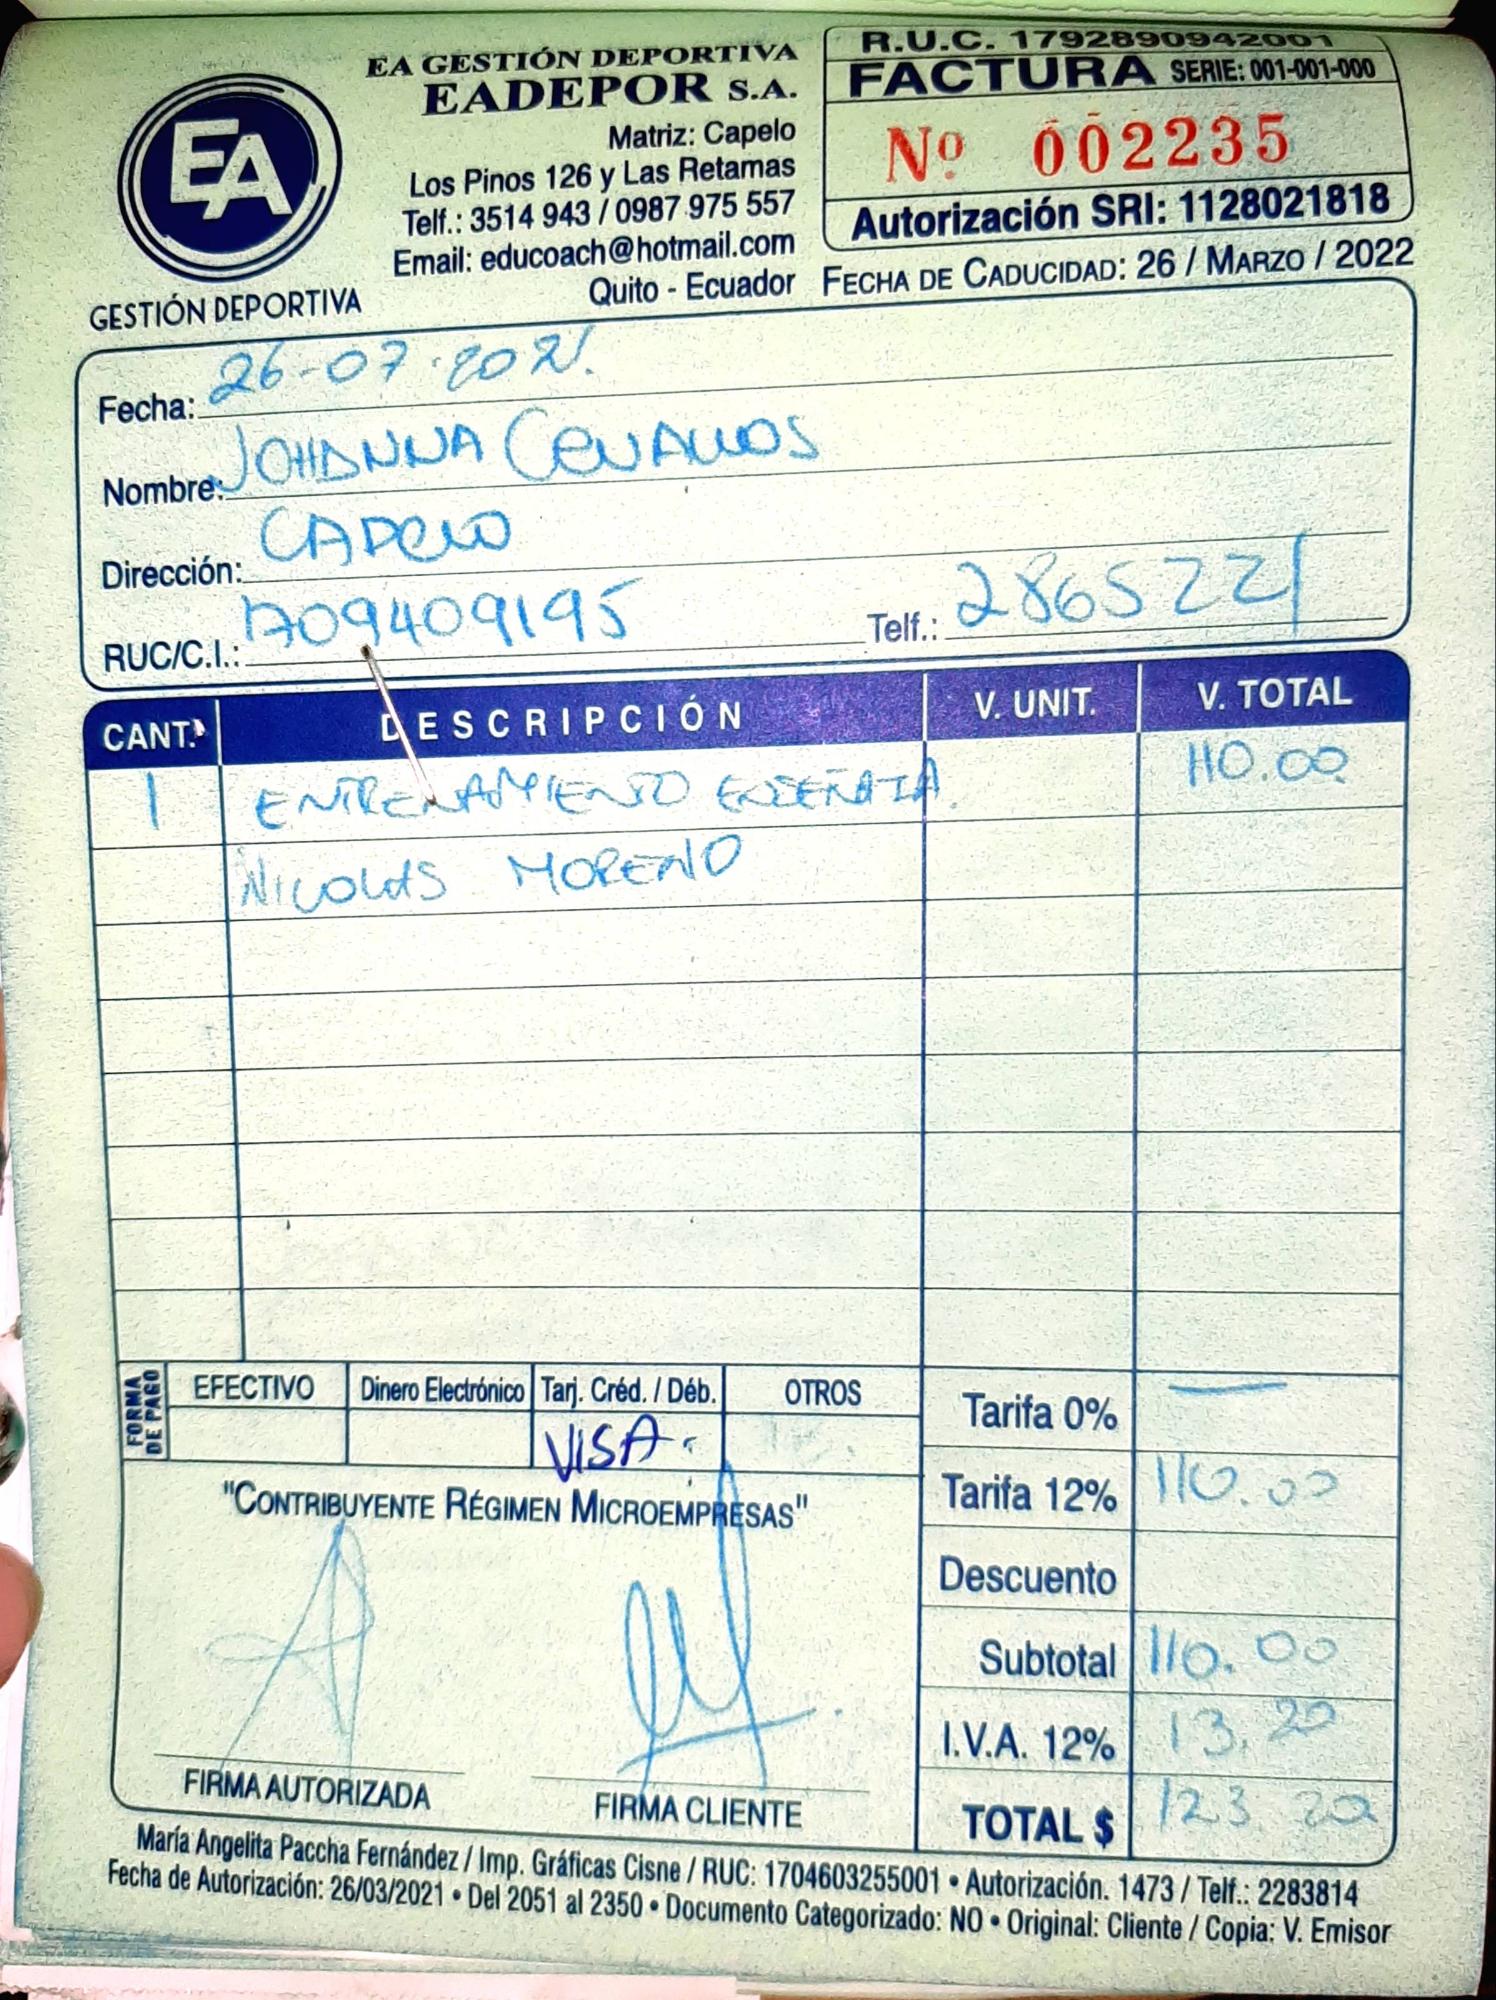 EA
GESTIÓN DEPORTIVA
EA GESTIÓN DEPORTIVA
EADEPOR S.A.
Matriz: Capelo
Los Pinos 126 y Las Retamas
Telf.: 3514 943 / 0987 975 557
Email: educoach@hotmail.com
Quito - Ecuador
R.U.C. 1792890942001
FACTURA SERIE: 001-001-000
Nº 002235
Autorización SRI: 1128021818
FECHA DE CADUCIDAD: 26 / MARZO / 2022
Fecha: 26-07-2021.
Nombre: JOHANNA CEVALLOS
Dirección: CAPELO
RUC/C.I.: 1709409195 Telf.: 2865221
CANT. DESCRIPCIÓN V. UNIT. V. TOTAL
1 ENTRENAMIENTO 110.00
NICOLAS MORENO
FORMA DE PAGO
EFECTIVO Dinero Electrónico Tarj. Créd. / Déb. OTROS
VISA.
Tarifa 0% —
Tarifa 12% 110.00
Descuento
Subtotal 110.00
I.V.A. 12% 13.20
TOTAL $ 123.20
"CONTRIBUYENTE RÉGIMEN MICROEMPRESAS"
FIRMA AUTORIZADA FIRMA CLIENTE
María Angelita Paccha Fernández / Imp. Gráficas Cisne / RUC: 1704603255001 • Autorización. 1473 / Telf.: 2283814
Fecha de Autorización: 26/03/2021 • Del 2051 al 2350 • Documento Categorizado: NO • Original: Cliente / Copia: V. Emisor